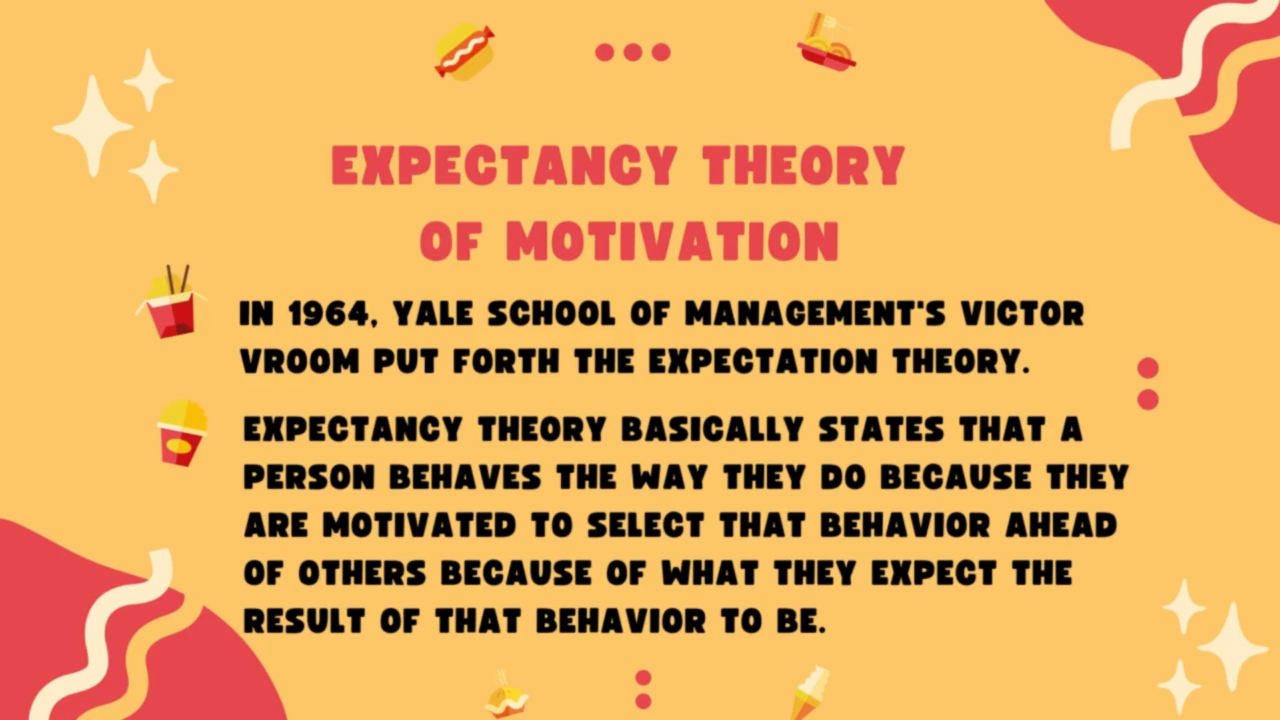 EXPECTANCY THEORY
OF MOTIVATION
IN 1964, YALE SCHOOL OF MANAGEMENT'S VICTOR
VROOM PUT FORTH THE EXPECTATION THEORY.
EXPECTANCY THEORY BASICALLY STATES THAT A
PERSON BEHAVES THE WAY THEY DO BECAUSE THEY
ARE MOTIVATED TO SELECT THAT BEHAVIOR AHEAD
OF OTHERS BECAUSE OF WHAT THEY EXPECT THE
RESULT OF THAT BEHAVIOR TO BE.